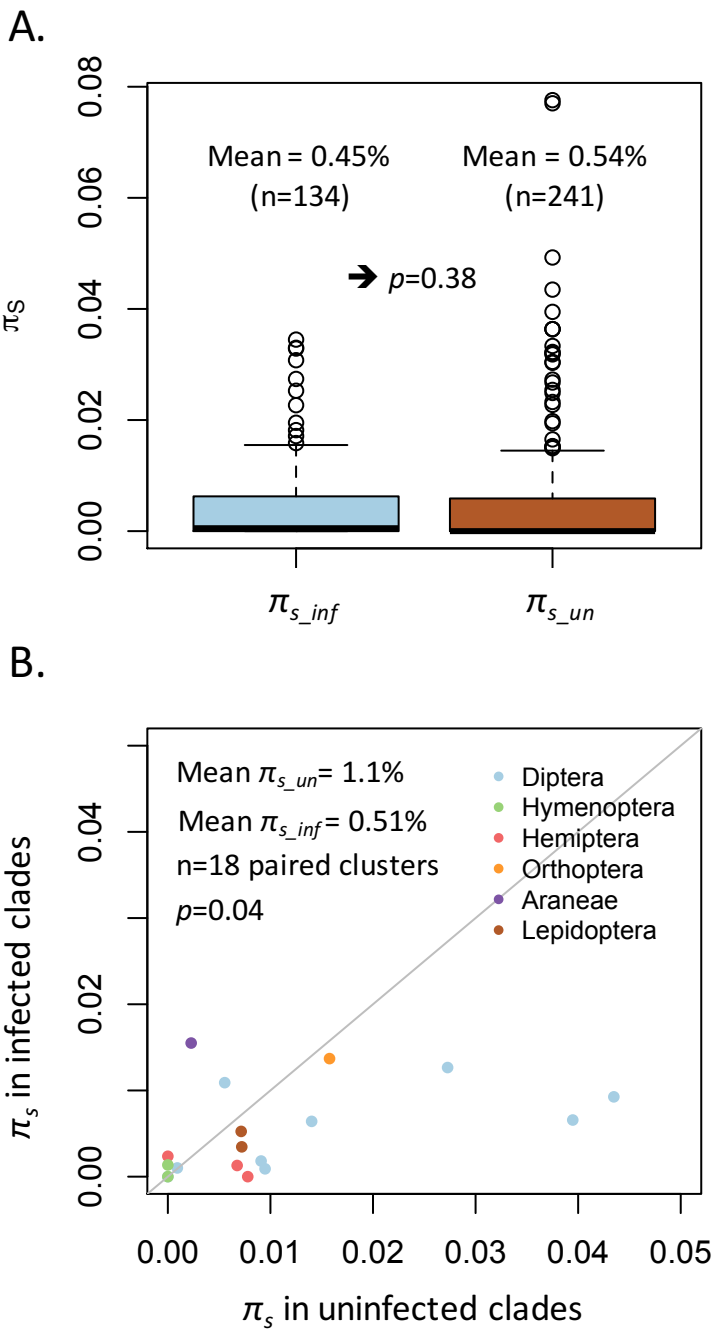 A.
0.08
0.06
0.04
0.02
0.00
πS
Mean = 0.45%
(n=134)
Mean = 0.54%
(n=241)
➔ p=0.38
πs_inf
πs_un
B.
Mean πs_un= 1.1%
Mean πs_inf= 0.51%
n=18 paired clusters
p=0.04
Diptera
Hymenoptera
Hemiptera
Orthoptera
Araneae
Lepidoptera
0.04
0.02
0.00
πs in infected clades
0.00 0.01 0.02 0.03 0.04 0.05
πs in uninfected clades